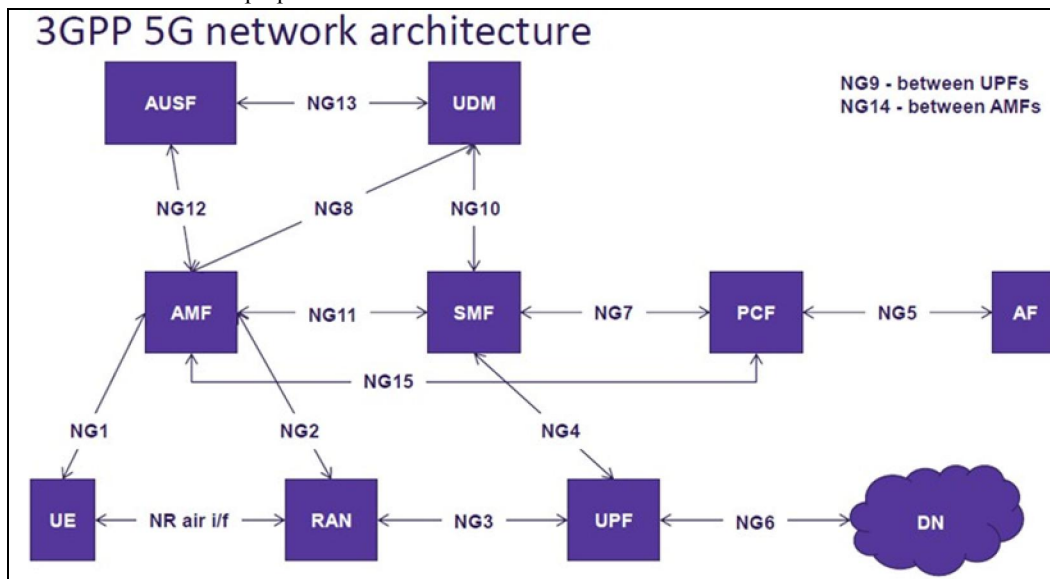 3GPP 5G network architecture
NG9 - between UPFs
NG14 - between AMFs
AUSF
NG13
UDM
NG12
NG8
NG10
AMF
NG11
SMF
NG7
PCF
NG5
AF
NG15
NG1
NG2
NG4
UE
NR air i/f
RAN
NG3
UPF
NG6
DN